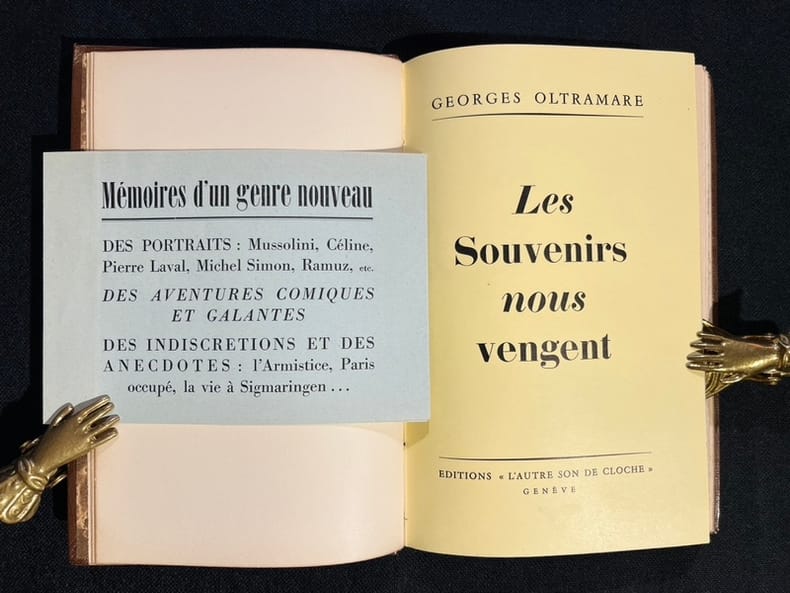 Mémoires d'un genre nouveau
DES PORTRAITS : Mussolini, Céline,
Pierre Laval, Michel Simon, Ramuz, etc.
DES AVENTURES COMIQUES
ET GALANTES
DES INDISCRETIONS ET DES
ANECDOTES : l'Armistice, Paris
occupé, la vie à Sigmaringen ...
GEORGES OLTRAMARE
Les
Souvenirs
nous
vengent
EDITIONS « L'AUTRE SON DE CLOCHE »
GENÈVE